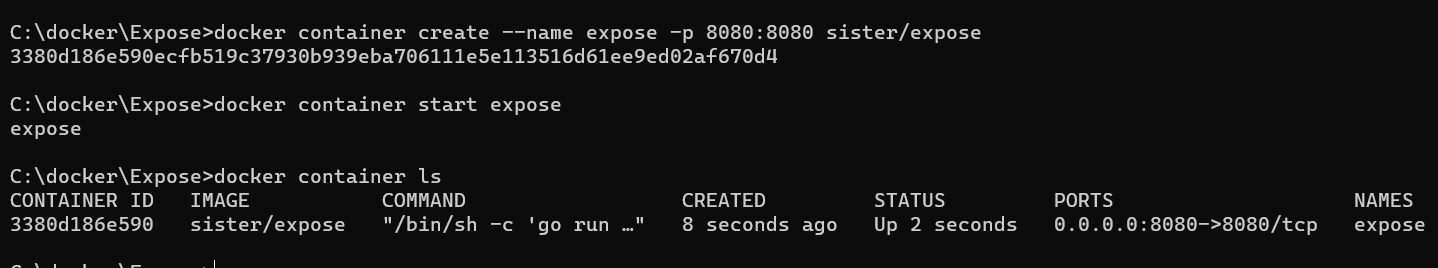 C:\docker\Expose>docker container create --name expose -p 8080:8080 sister/expose
3380d186e590ecfb519c37930b939eba706111e5e113516d61ee9ed02af670d4
C:\docker\Expose>docker container start expose
expose
C:\docker\Expose>docker container ls
CONTAINER ID   IMAGE           COMMAND                  CREATED         STATUS         PORTS                    NAMES
3380d186e590   sister/expose   "/bin/sh -c 'go run …"   8 seconds ago   Up 2 seconds   0.0.0.0:8080->8080/tcp   expose
C:\docker\Expose>